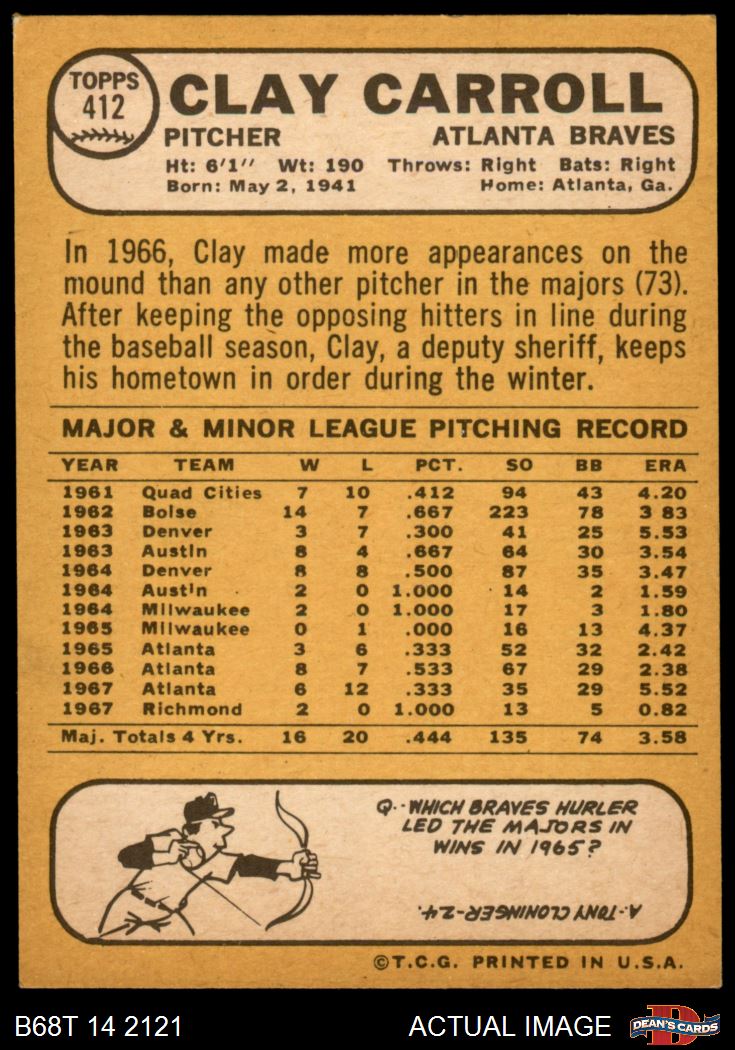 TOPPS
412
CLAY CARROLL
PITCHER ATLANTA BRAVES
Ht: 6'1" Wt: 190 Throws: Right Bats: Right
Born: May 2, 1941 Home: Atlanta, Ga.
In 1966, Clay made more appearances on the
mound than any other pitcher in the majors (73).
After keeping the opposing hitters in line during
the baseball season, Clay, a deputy sheriff, keeps
his hometown in order during the winter.
MAJOR & MINOR LEAGUE PITCHING RECORD
YEAR TEAM W L PCT. SO BB ERA
1961 Quad Cities 7 10 .412 94 43 4.20
1962 Boise 14 7 .667 223 78 3 83
1963 Denver 3 7 .300 41 25 5.53
1963 Austin 8 4 .667 64 30 3.54
1964 Denver 8 8 .500 87 35 3.47
1964 Austin 2 0 1.000 14 2 1.59
1964 Milwaukee 2 0 1.000 17 3 1.80
1965 Milwaukee 0 1 .000 16 13 4.37
1965 Atlanta 3 6 .333 52 32 2.42
1966 Atlanta 8 7 .533 67 29 2.38
1967 Atlanta 6 12 .333 35 29 5.52
1967 Richmond 2 0 1.000 13 5 0.82
Maj. Totals 4 Yrs. 16 20 .444 135 74 3.58
Q.-WHICH BRAVES HURLER
LED THE MAJORS IN
WINS IN 1965?
A.-TONY CLONINGER-24.
©T.C.G. PRINTED IN U.S.A.
B68T 14 2121 ACTUAL IMAGE D DEAN'S CARDS